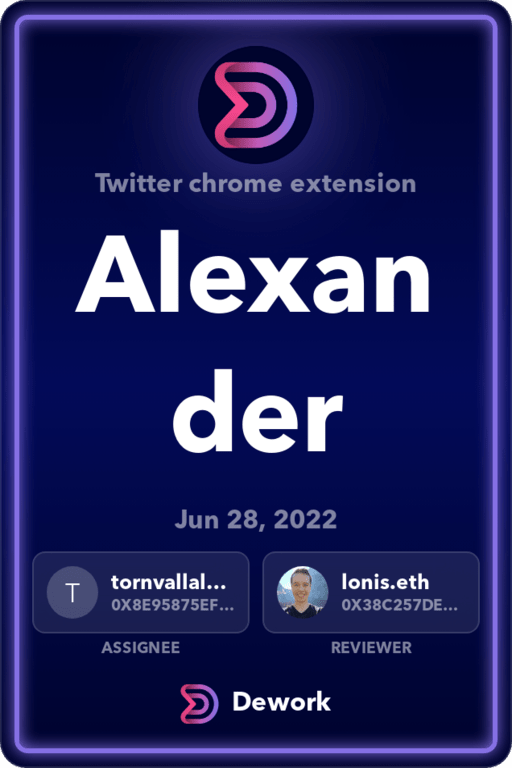 Twitter chrome extension
Alexan
der
Jun 28, 2022
T
tornvallal...
0X8E95875EF...
ASSIGNEE
lonis.eth
0X38C257DE...
REVIEWER
Dework